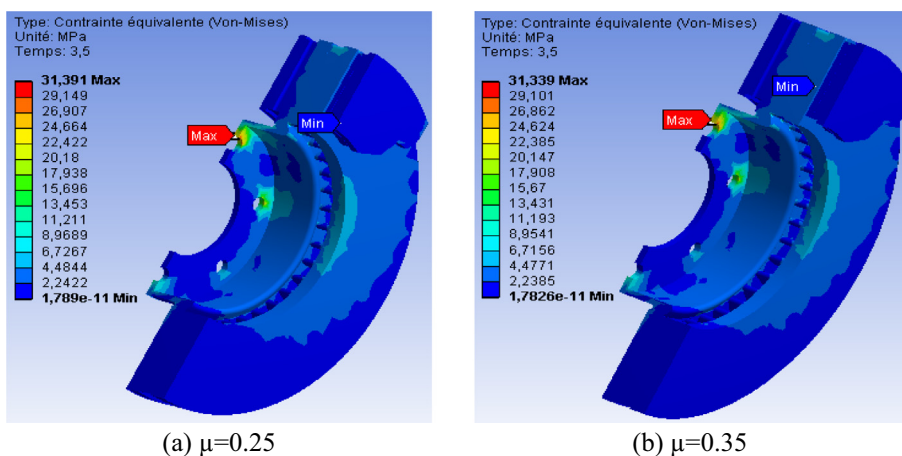 Type: Contrainte équivalente (Von-Mises)
Unité: MPa
Temps: 3,5
31,391 Max
29,149
26,907
24,664
22,422
20,18
17,938
15,696
13,453
11,211
8,9689
6,7267
4,4844
2,2422
1,789e-11 Min
Max
Min
(a) µ=0.25
Type: Contrainte équivalente (Von-Mises)
Unité: MPa
Temps: 3,5
31,339 Max
29,101
26,862
24,624
22,385
20,147
17,908
15,67
13,431
11,193
8,9541
6,7156
4,4771
2,2385
1,7826e-11 Min
Max
Min
(b) µ=0.35